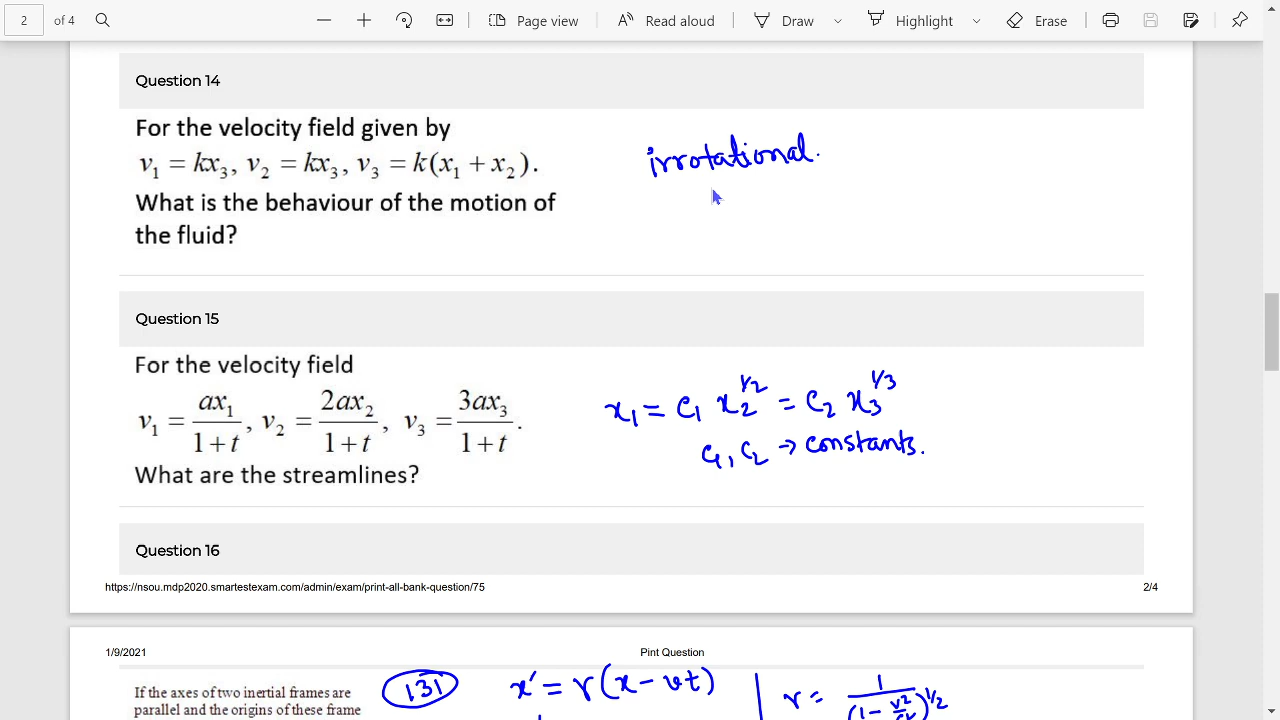 2 of 4 Page view Read aloud Draw Highlight Erase
Question 14
For the velocity field given by
v₁ = kx₃, v₂ = kx₃, v₃ = k(x₁ + x₂).
irrotational.
What is the behaviour of the motion of
the fluid?
Question 15
For the velocity field
v₁ = ax₁/1+t, v₂ = 2ax₂/1+t, v₃ = 3ax₃/1+t.
x₁ = C₁ x₂^1/2 = C₂ x₃^1/3
C₁, C₂ → constants.
What are the streamlines?
Question 16
https://nsou.mdp2020.smartestexam.com/admin/exam/print-all-bank-question/75 2/4
1/9/2021 Pint Question
If the axes of two inertial frames are
parallel and the origins of these frame
131
x' = r(x - vt)
r = 1